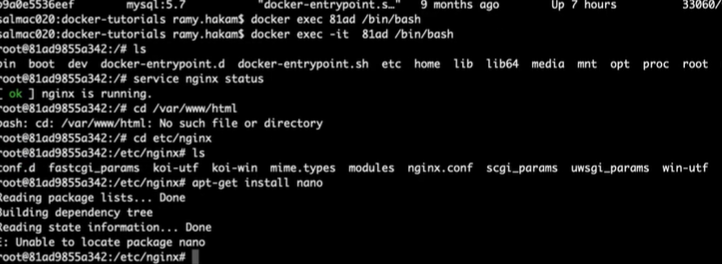 b9a0e5536eef mysql:5.7 "docker-entrypoint.s…" 9 months ago Up 7 hours 33060/
salmac020:docker-tutorials ramy.hakam$ docker exec 81ad /bin/bash
salmac020:docker-tutorials ramy.hakam$ docker exec -it  81ad /bin/bash
root@81ad9855a342:/# ls
bin  boot  dev  docker-entrypoint.d  docker-entrypoint.sh  etc  home  lib  lib64  media  mnt  opt  proc  root
root@81ad9855a342:/# service nginx status
[ ok ] nginx is running.
root@81ad9855a342:/# cd /var/www/html
bash: cd: /var/www/html: No such file or directory
root@81ad9855a342:/# cd etc/nginx
root@81ad9855a342:/etc/nginx# ls
conf.d  fastcgi_params  koi-utf  koi-win  mime.types  modules  nginx.conf  scgi_params  uwsgi_params  win-utf
root@81ad9855a342:/etc/nginx# apt-get install nano
Reading package lists... Done
Building dependency tree
Reading state information... Done
E: Unable to locate package nano
root@81ad9855a342:/etc/nginx#